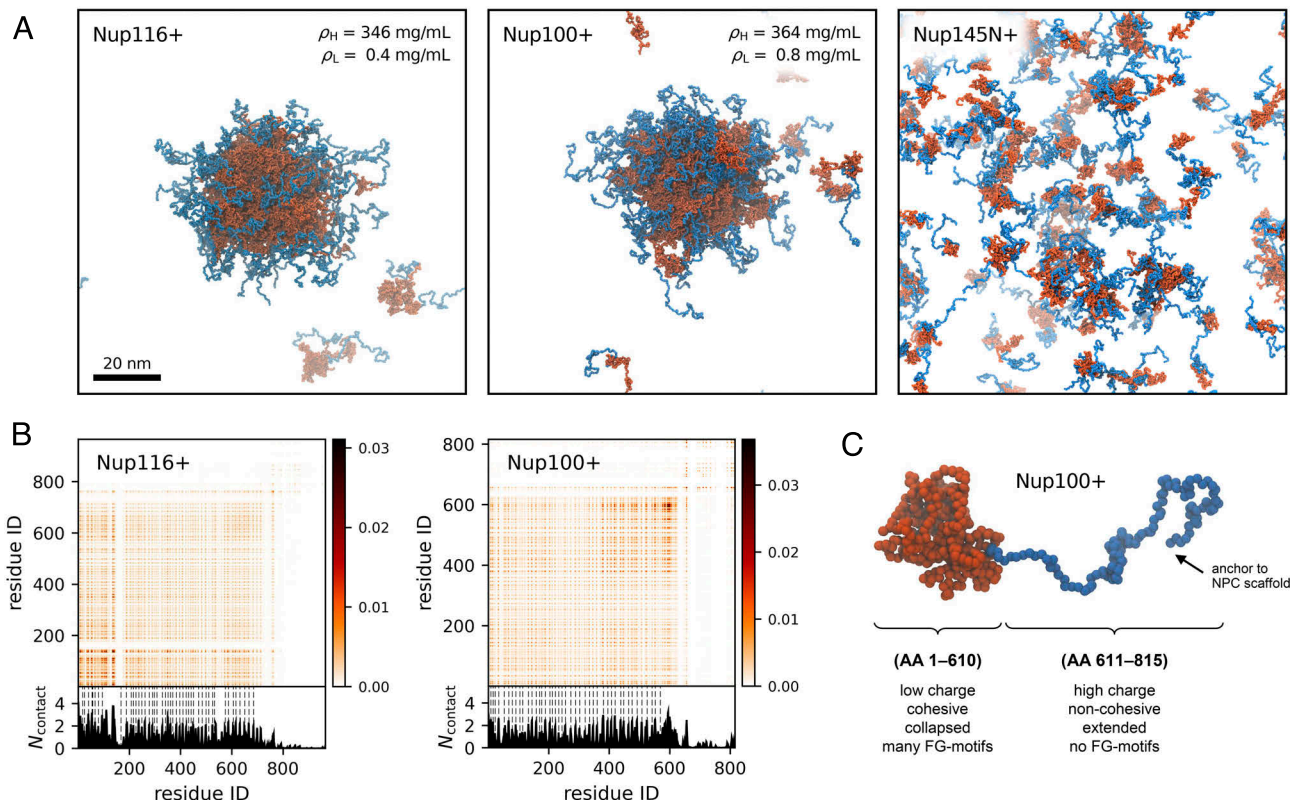 A
Nup116+
ρH = 346 mg/mL
ρL = 0.4 mg/mL
20 nm
Nup100+
ρH = 364 mg/mL
ρL = 0.8 mg/mL
Nup145N+
B
Nup116+
800
600
400
200
residue ID
0.03
0.02
0.01
0.00
4
2
0
Ncontact
200 400 600 800
residue ID
Nup100+
800
600
400
200
residue ID
0.03
0.02
0.01
0.00
4
2
0
Ncontact
200 400 600 800
residue ID
C
Nup100+
anchor to
NPC scaffold
(AA 1–610)
low charge
cohesive
collapsed
many FG-motifs
(AA 611–815)
high charge
non-cohesive
extended
no FG-motifs